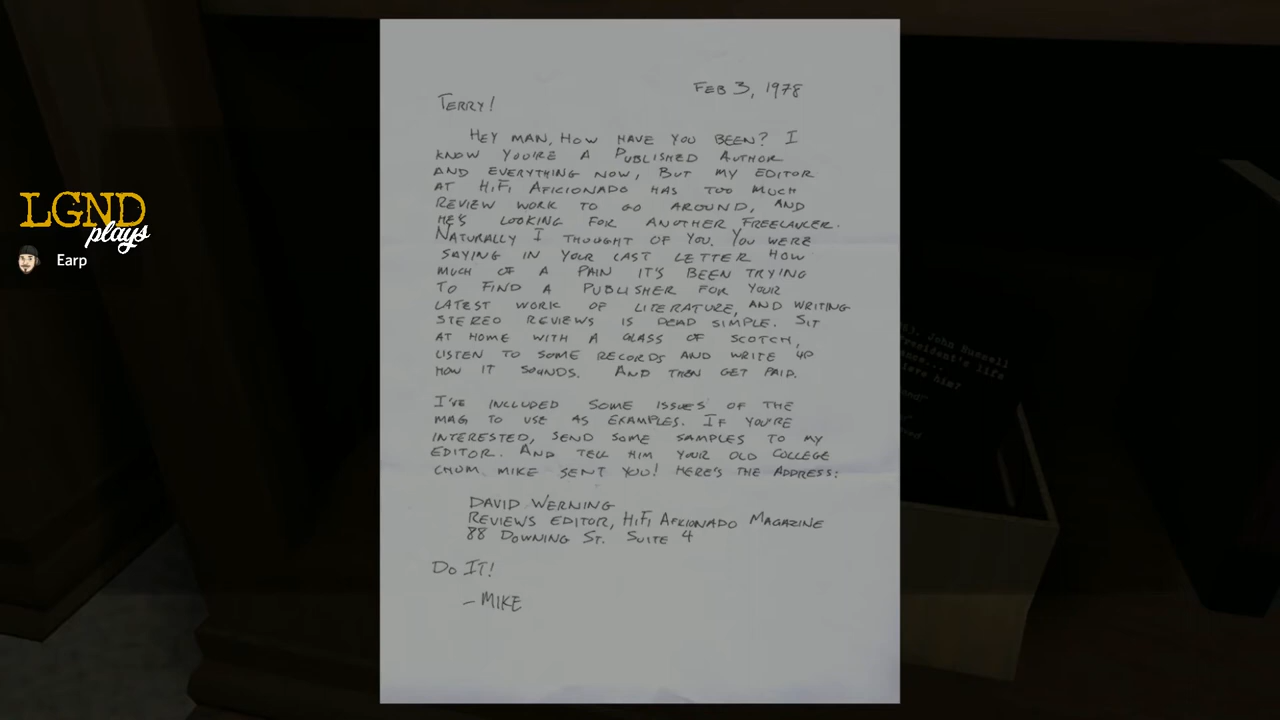 LGND
plays
Earp
FEB 3, 1978
TERRY!
HEY MAN, HOW HAVE YOU BEEN? I
KNOW YOU'RE A PUBLISHED AUTHOR
AND EVERYTHING NOW, BUT MY EDITOR
AT HIFI AFICIONADO HAS TOO MUCH
REVIEW WORK TO GO AROUND, AND
HE'S LOOKING FOR ANOTHER FREELANCER.
NATURALLY I THOUGHT OF YOU. YOU WERE
SAYING IN YOUR LAST LETTER HOW
MUCH OF A PAIN IT'S BEEN TRYING
TO FIND A PUBLISHER FOR YOUR
LATEST WORK OF LITERATURE, AND WRITING
STEREO REVIEWS IS DEAD SIMPLE. SIT
AT HOME WITH A GLASS OF SCOTCH,
LISTEN TO SOME RECORDS AND WRITE UP
HOW IT SOUNDS. AND THEN GET PAID.
I'VE INCLUDED SOME ISSUES OF THE
MAG TO USE AS EXAMPLES. IF YOU'RE
INTERESTED, SEND SOME SAMPLES TO MY
EDITOR. AND TELL HIM YOUR OLD COLLEGE
CHUM MIKE SENT YOU! HERE'S THE ADDRESS:
DAVID WERNING
REVIEWS EDITOR, HIFI AFICIONADO MAGAZINE
88 DOWNING ST. SUITE 4
DO IT!
- MIKE
John Russell
President's life
him?